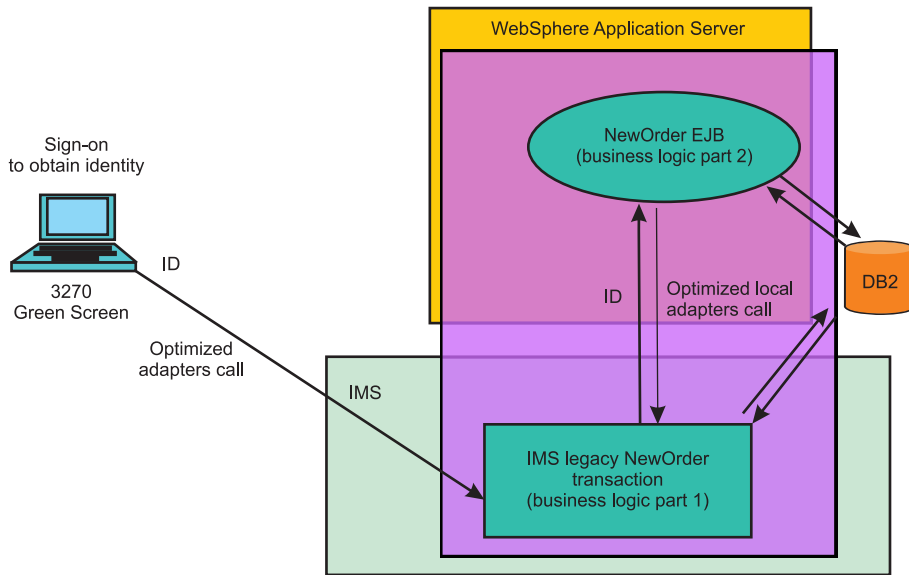 WebSphere Application Server
Sign-on
to obtain identity
NewOrder EJB
(business logic part 2)
ID
3270
Green Screen
DB2
ID
Optimized local
adapters call
Optimized
adapters call
IMS
IMS legacy NewOrder
transaction
(business logic part 1)